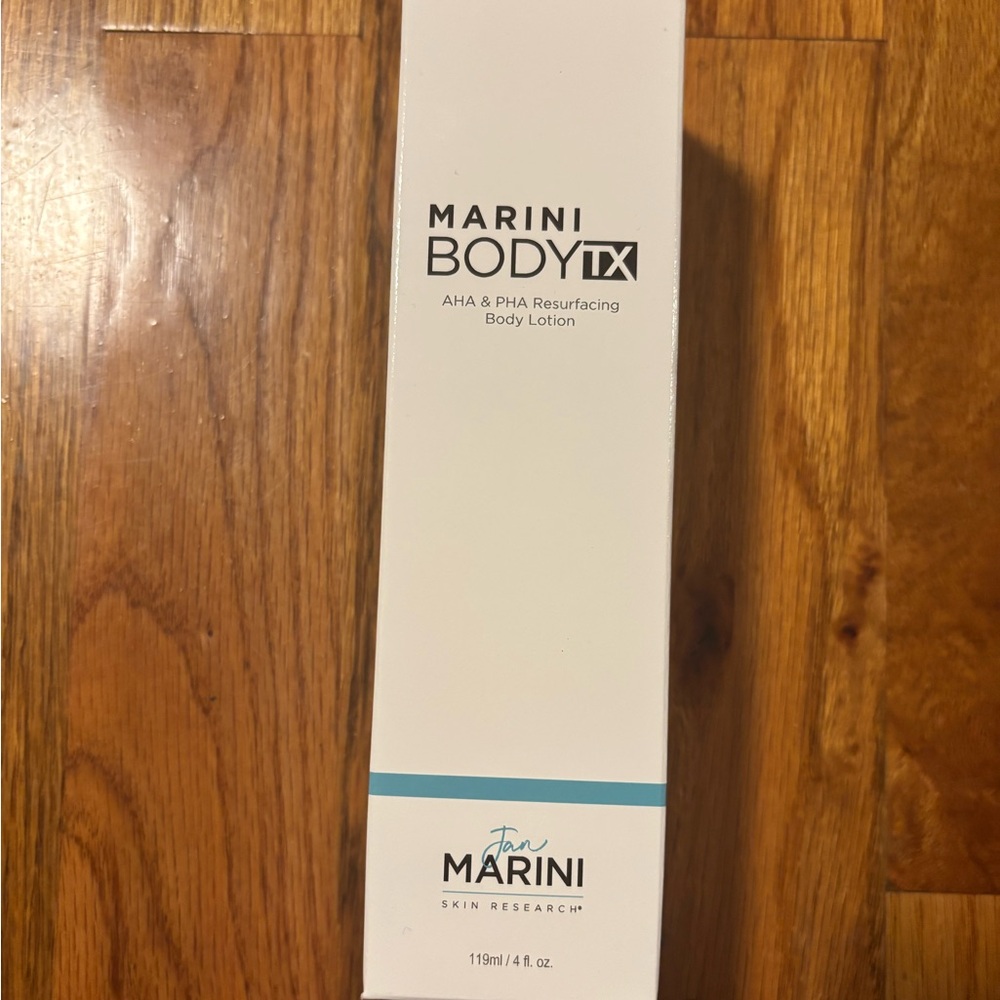 MARINI
BODYTX
AHA & PHA Resurfacing
Body Lotion
Jan
MARINI
SKIN RESEARCH®
119ml / 4 fl. oz.